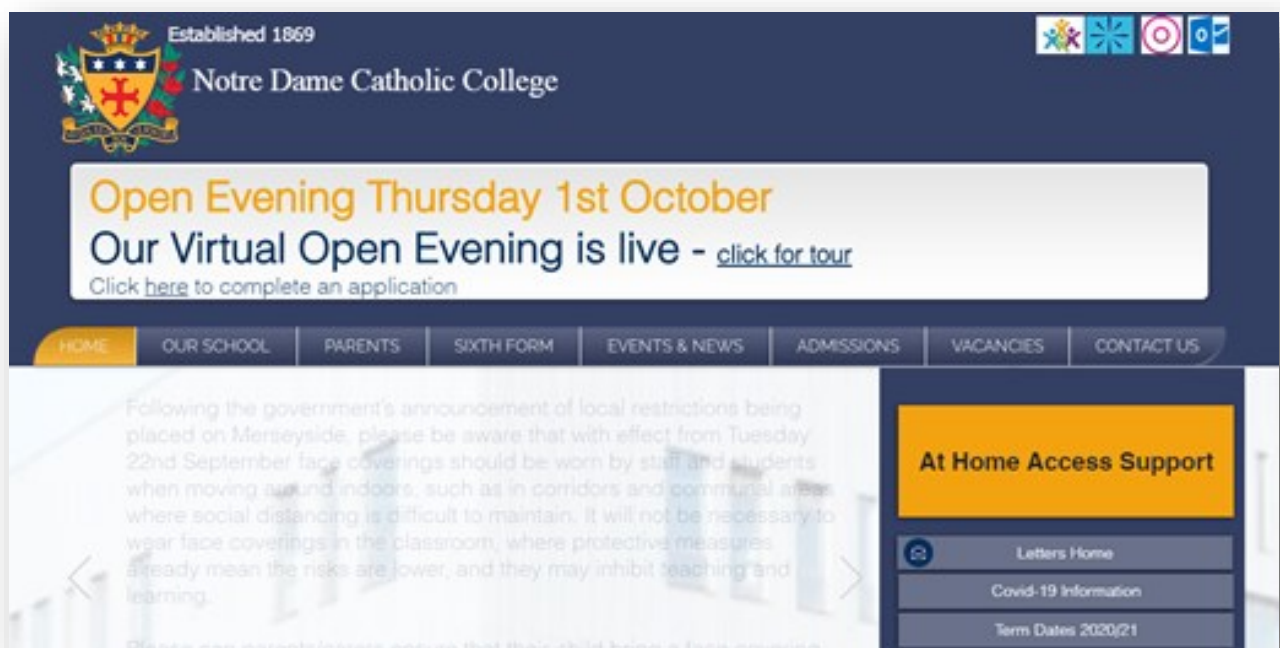 Established 1869
Notre Dame Catholic College
Open Evening Thursday 1st October
Our Virtual Open Evening is live - click for tour
Click here to complete an application
HOME
OUR SCHOOL
PARENTS
SIXTH FORM
EVENTS & NEWS
ADMISSIONS
VACANCIES
CONTACT US
Following the government's announcement of local restrictions being
placed on Merseyside, please be aware that with effect from Tuesday
22nd September face coverings should be worn by staff and students
when moving around indoors, such as in corridors and communal areas
where social distancing is difficult to maintain. It will not be necessary to
wear face coverings in the classroom, where protective measures
already mean the risks are lower, and they may inhibit teaching and
learning.
At Home Access Support
Letters Home
Covid-19 Information
Term Dates 2020/21